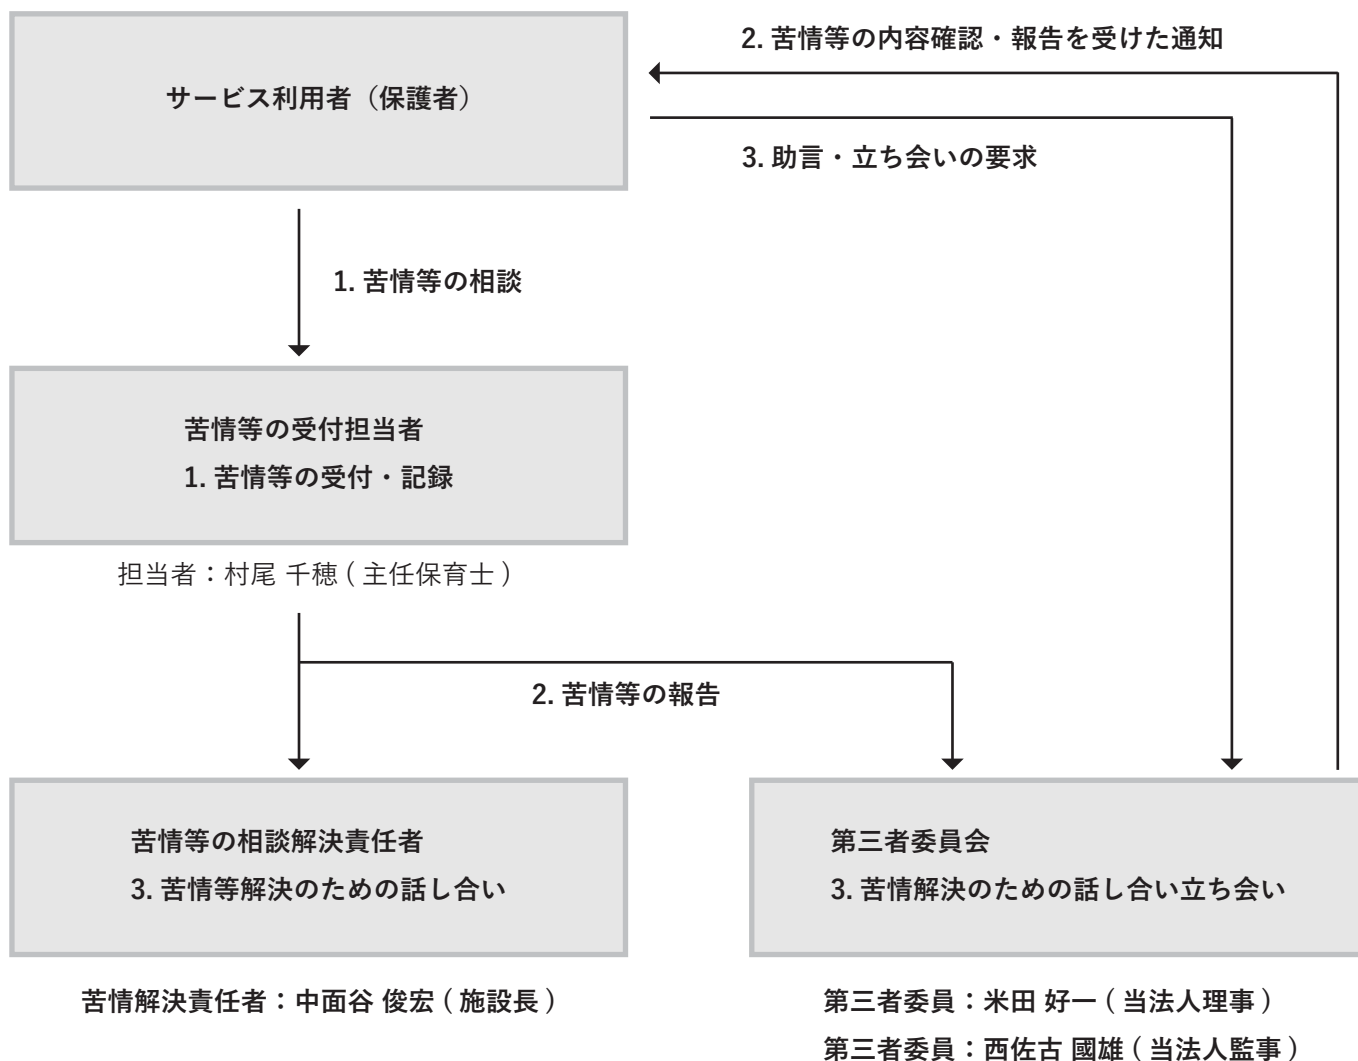 2. 苦情等の内容確認・報告を受けた通知
サービス利用者（保護者）
3. 助言・立ち会いの要求
1. 苦情等の相談
苦情等の受付担当者
1. 苦情等の受付・記録
担当者：村尾 千穂 ( 主任保育士 )
2. 苦情等の報告
苦情等の相談解決責任者
3. 苦情等解決のための話し合い
第三者委員会
3. 苦情解決のための話し合い立ち会い
苦情解決責任者：中面谷 俊宏 ( 施設長 )
第三者委員：米田 好一 ( 当法人理事 )
第三者委員：西佐古 國雄 ( 当法人監事 )